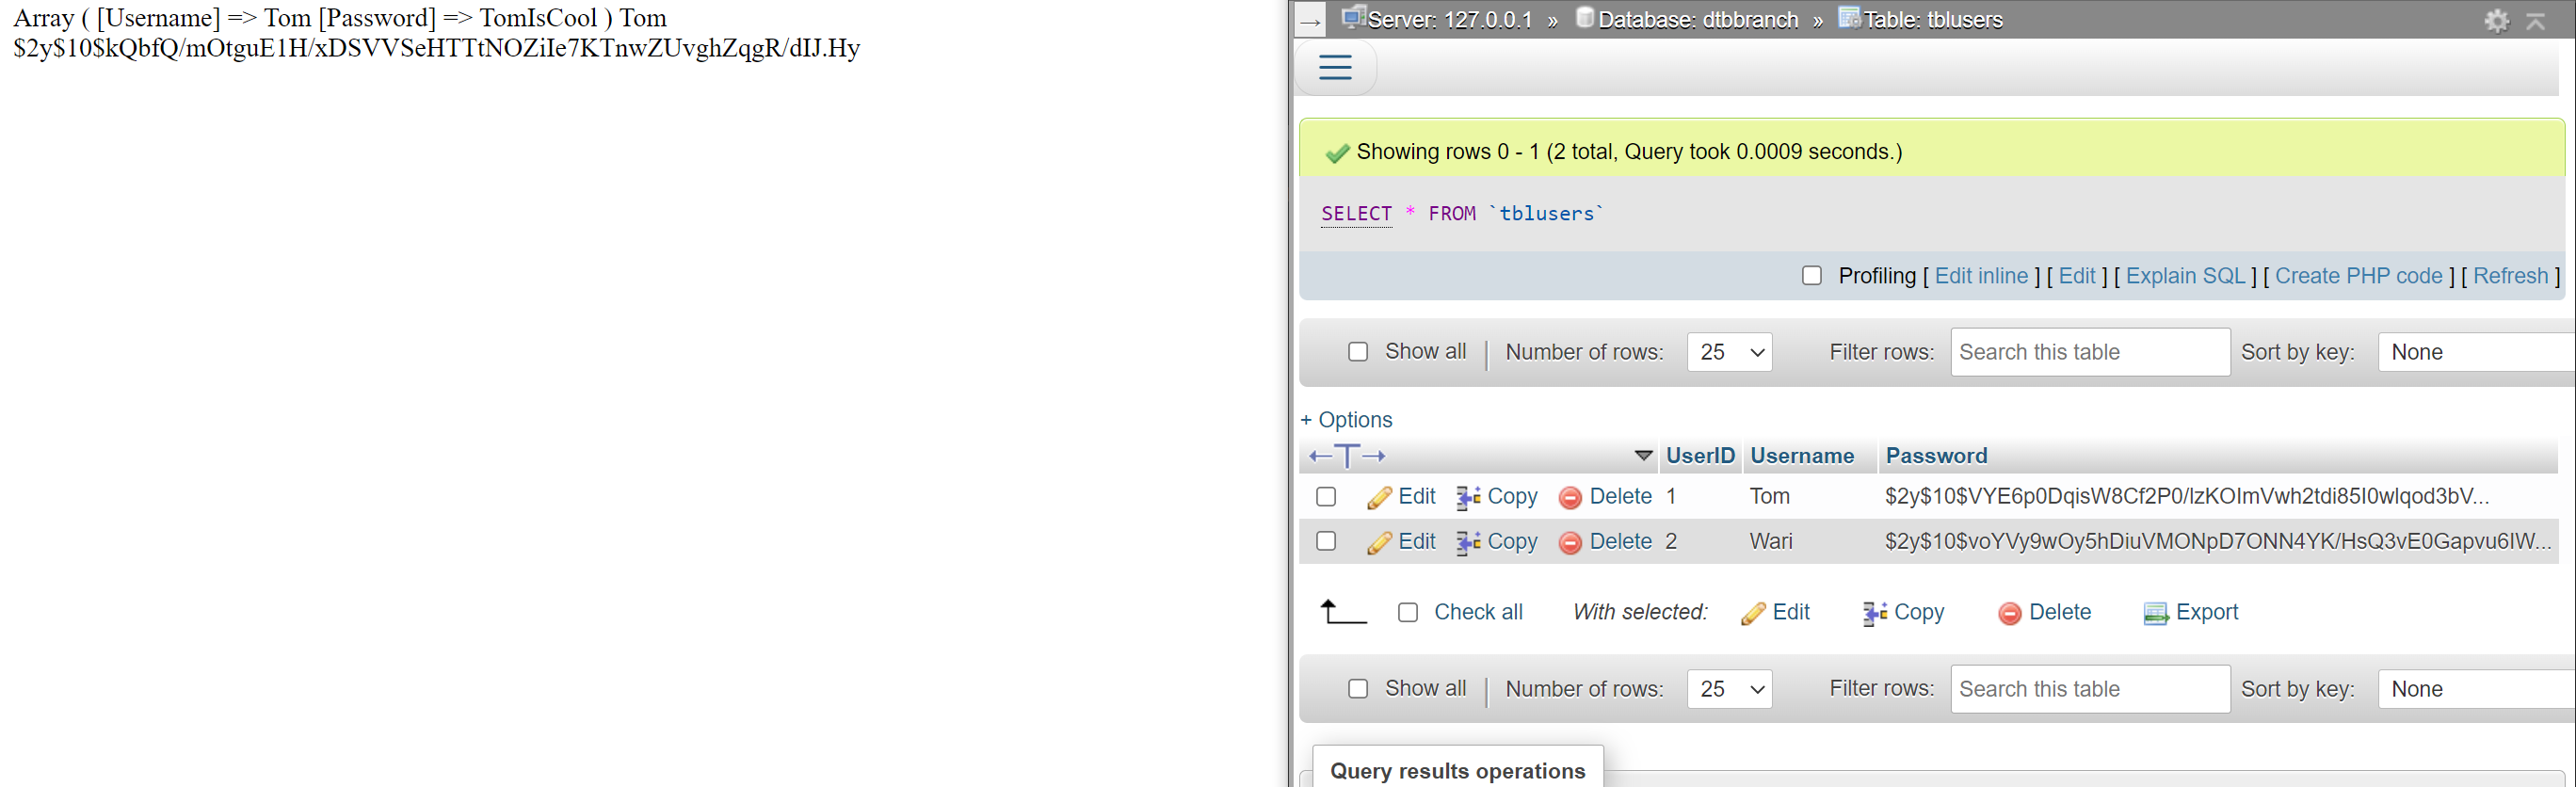 Array ( [Username] => Tom [Password] => TomIsCool ) Tom
$2y$10$kQbfQ/mOtguE1H/xDSVVSeHTTtNOZiIe7KTnwZUvghZqgR/dIJ.Hy
→ Server: 127.0.0.1 » Database: dtbbranch » Table: tblusers
Showing rows 0 - 1 (2 total, Query took 0.0009 seconds.)
SELECT * FROM `tblusers`
Profiling [ Edit inline ] [ Edit ] [ Explain SQL ] [ Create PHP code ] [ Refresh ]
Show all | Number of rows: 25 Filter rows: Search this table Sort by key: None
+ Options
←T→ UserID Username Password
Edit Copy Delete 1 Tom $2y$10$VYE6p0DqisW8Cf2P0/IzKOImVwh2tdi85I0wlqod3bV...
Edit Copy Delete 2 Wari $2y$10$voYVy9wOy5hDiuVMONpD7ONN4YK/HsQ3vE0Gapvu6IW...
Check all With selected: Edit Copy Delete Export
Show all | Number of rows: 25 Filter rows: Search this table Sort by key: None
Query results operations